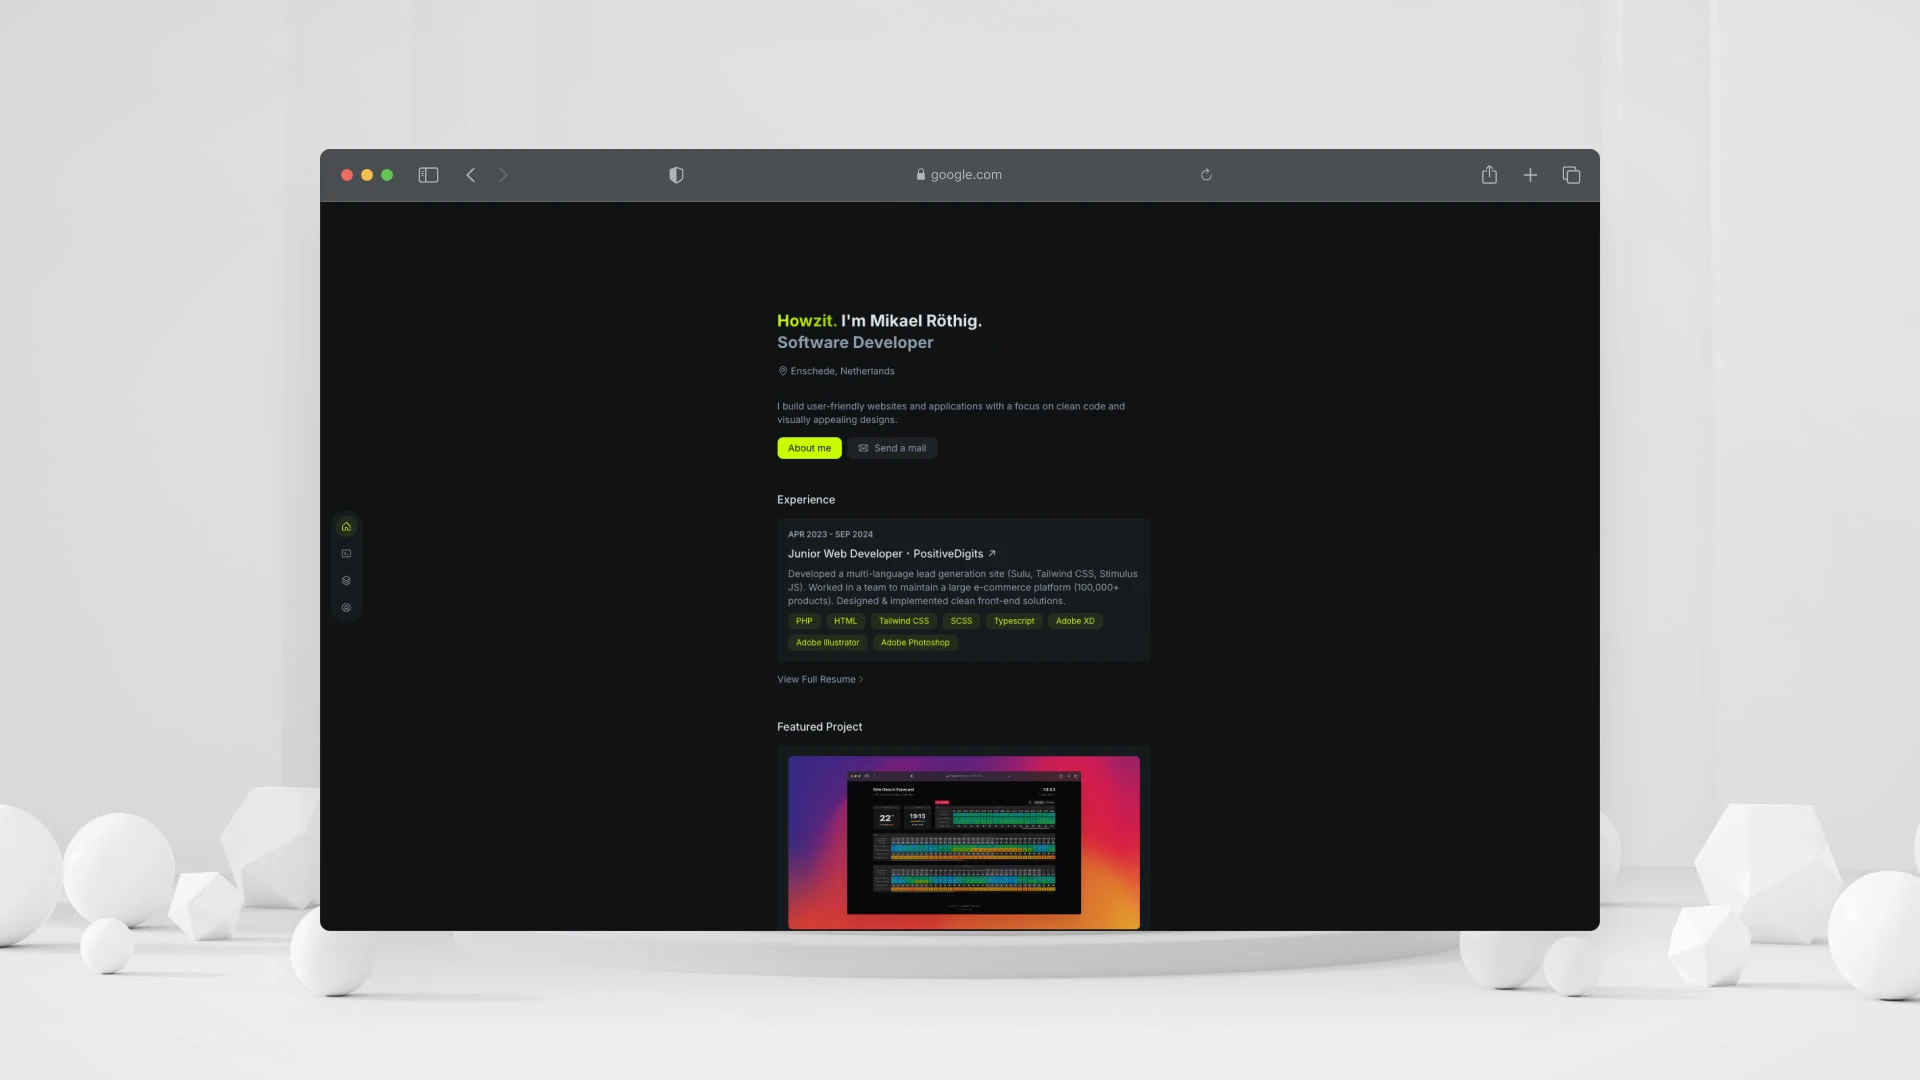 google.com
Howzit. I'm Mikael Röthig.
Software Developer
Enschede, Netherlands
I build user-friendly websites and applications with a focus on clean code and
visually appealing designs.
About me
Send a mail
Experience
APR 2023 - SEP 2024
Junior Web Developer · PositiveDigits
Developed a multi-language lead generation site (Sulu, Tailwind CSS, Stimulus
JS). Worked in a team to maintain a large e-commerce platform (100,000+
products). Designed & implemented clean front-end solutions.
PHP HTML Tailwind CSS SCSS Typescript Adobe XD
Adobe Illustrator Adobe Photoshop
View Full Resume
Featured Project
22
19:15